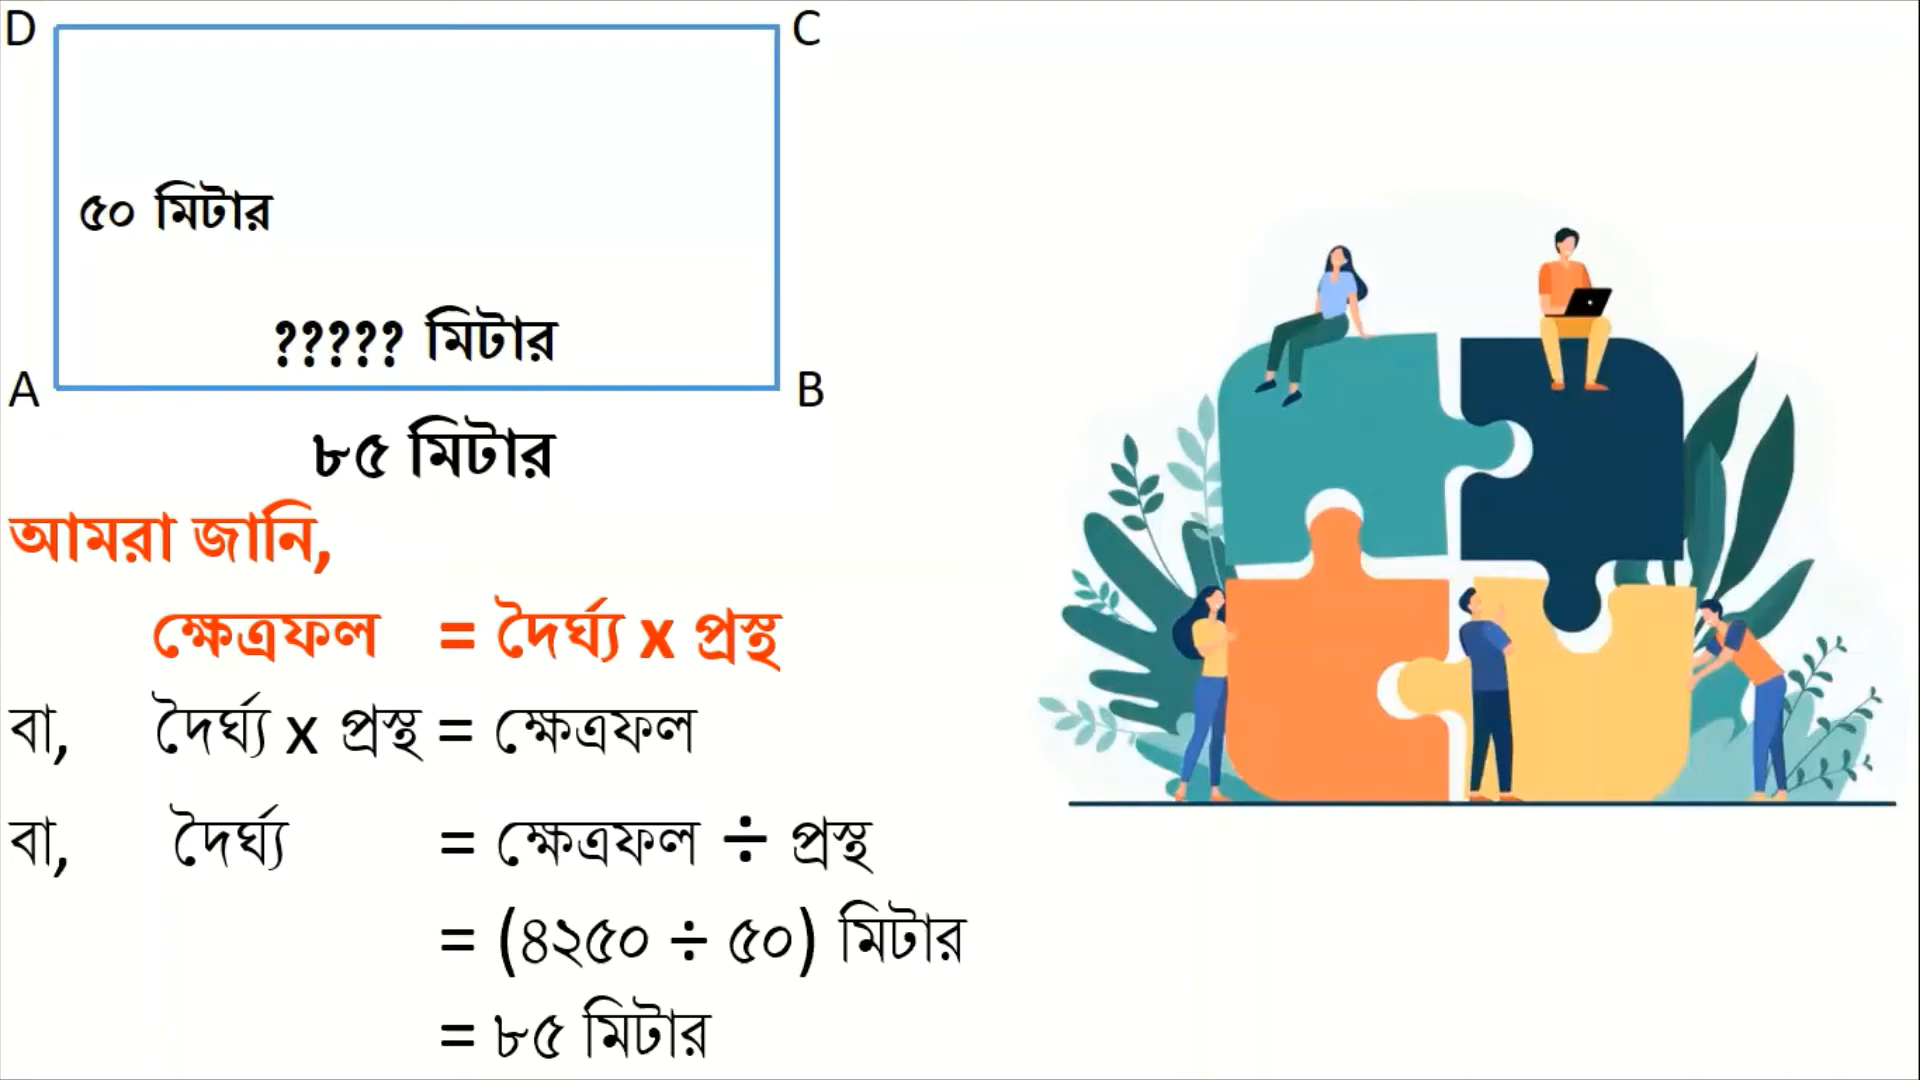 D C
৫০ মিটার
????? মিটার
A B
৮৫ মিটার
আমরা জানি,
ক্ষেত্রফল = দৈর্ঘ্য x প্রস্থ
বা, দৈর্ঘ্য x প্রস্থ = ক্ষেত্রফল
বা, দৈর্ঘ্য = ক্ষেত্রফল ÷ প্রস্থ
= (৪২৫০ ÷ ৫০) মিটার
= ৮৫ মিটার